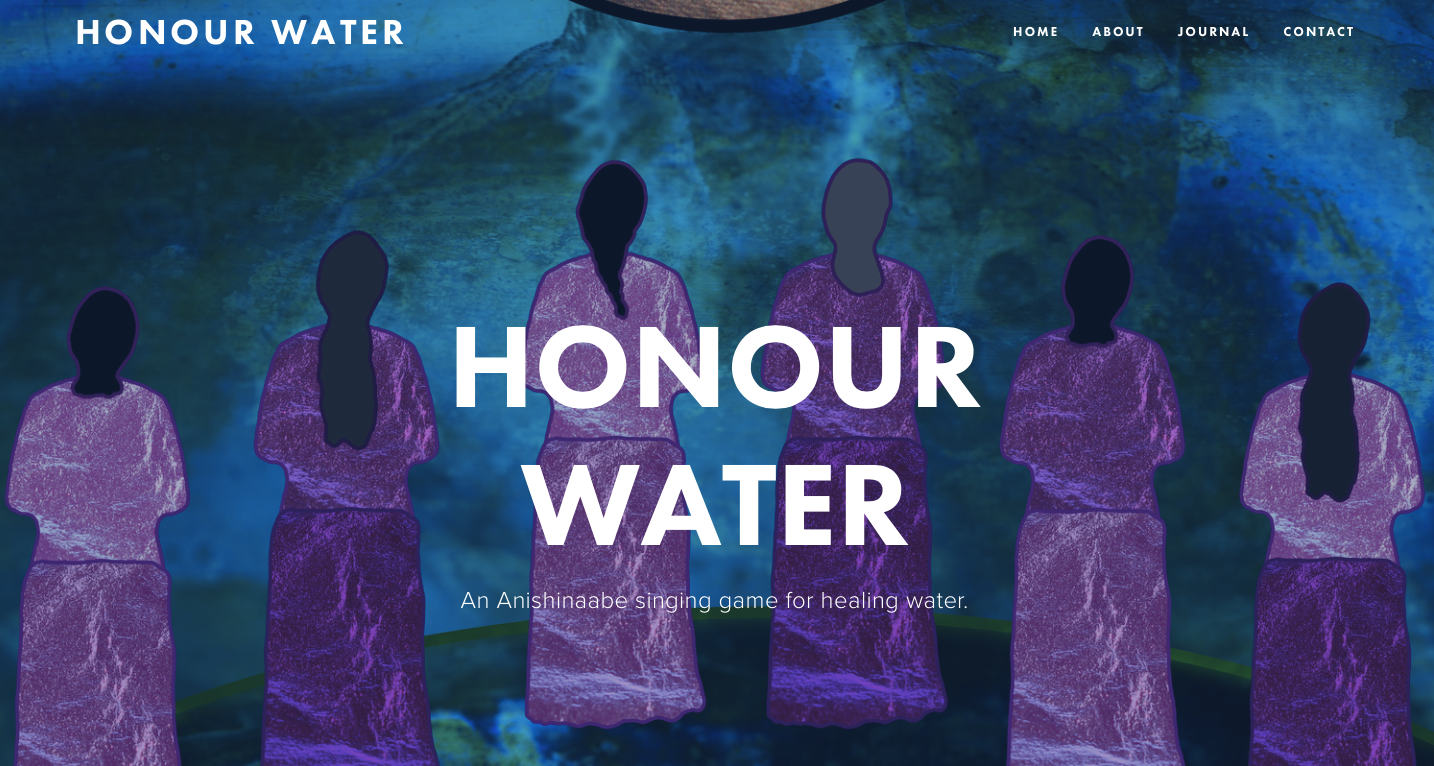 HONOUR WATER
HOME ABOUT JOURNAL CONTACT
HONOUR
WATER
An Anishinaabe singing game for healing water.